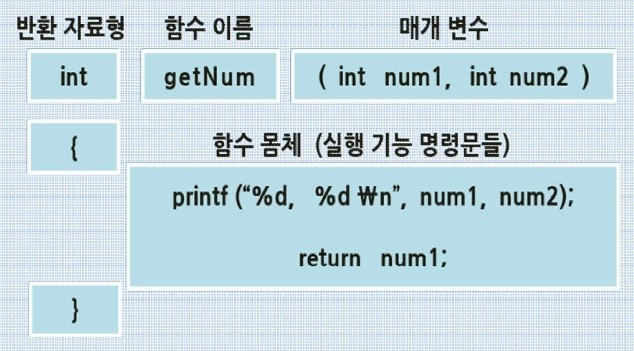 반환 자료형 함수 이름 매개 변수
int getNum ( int num1, int num2 )
{ 함수 몸체 (실행 기능 명령문들)
printf (“%d, %d ₩n”, num1, num2);
return num1;
}